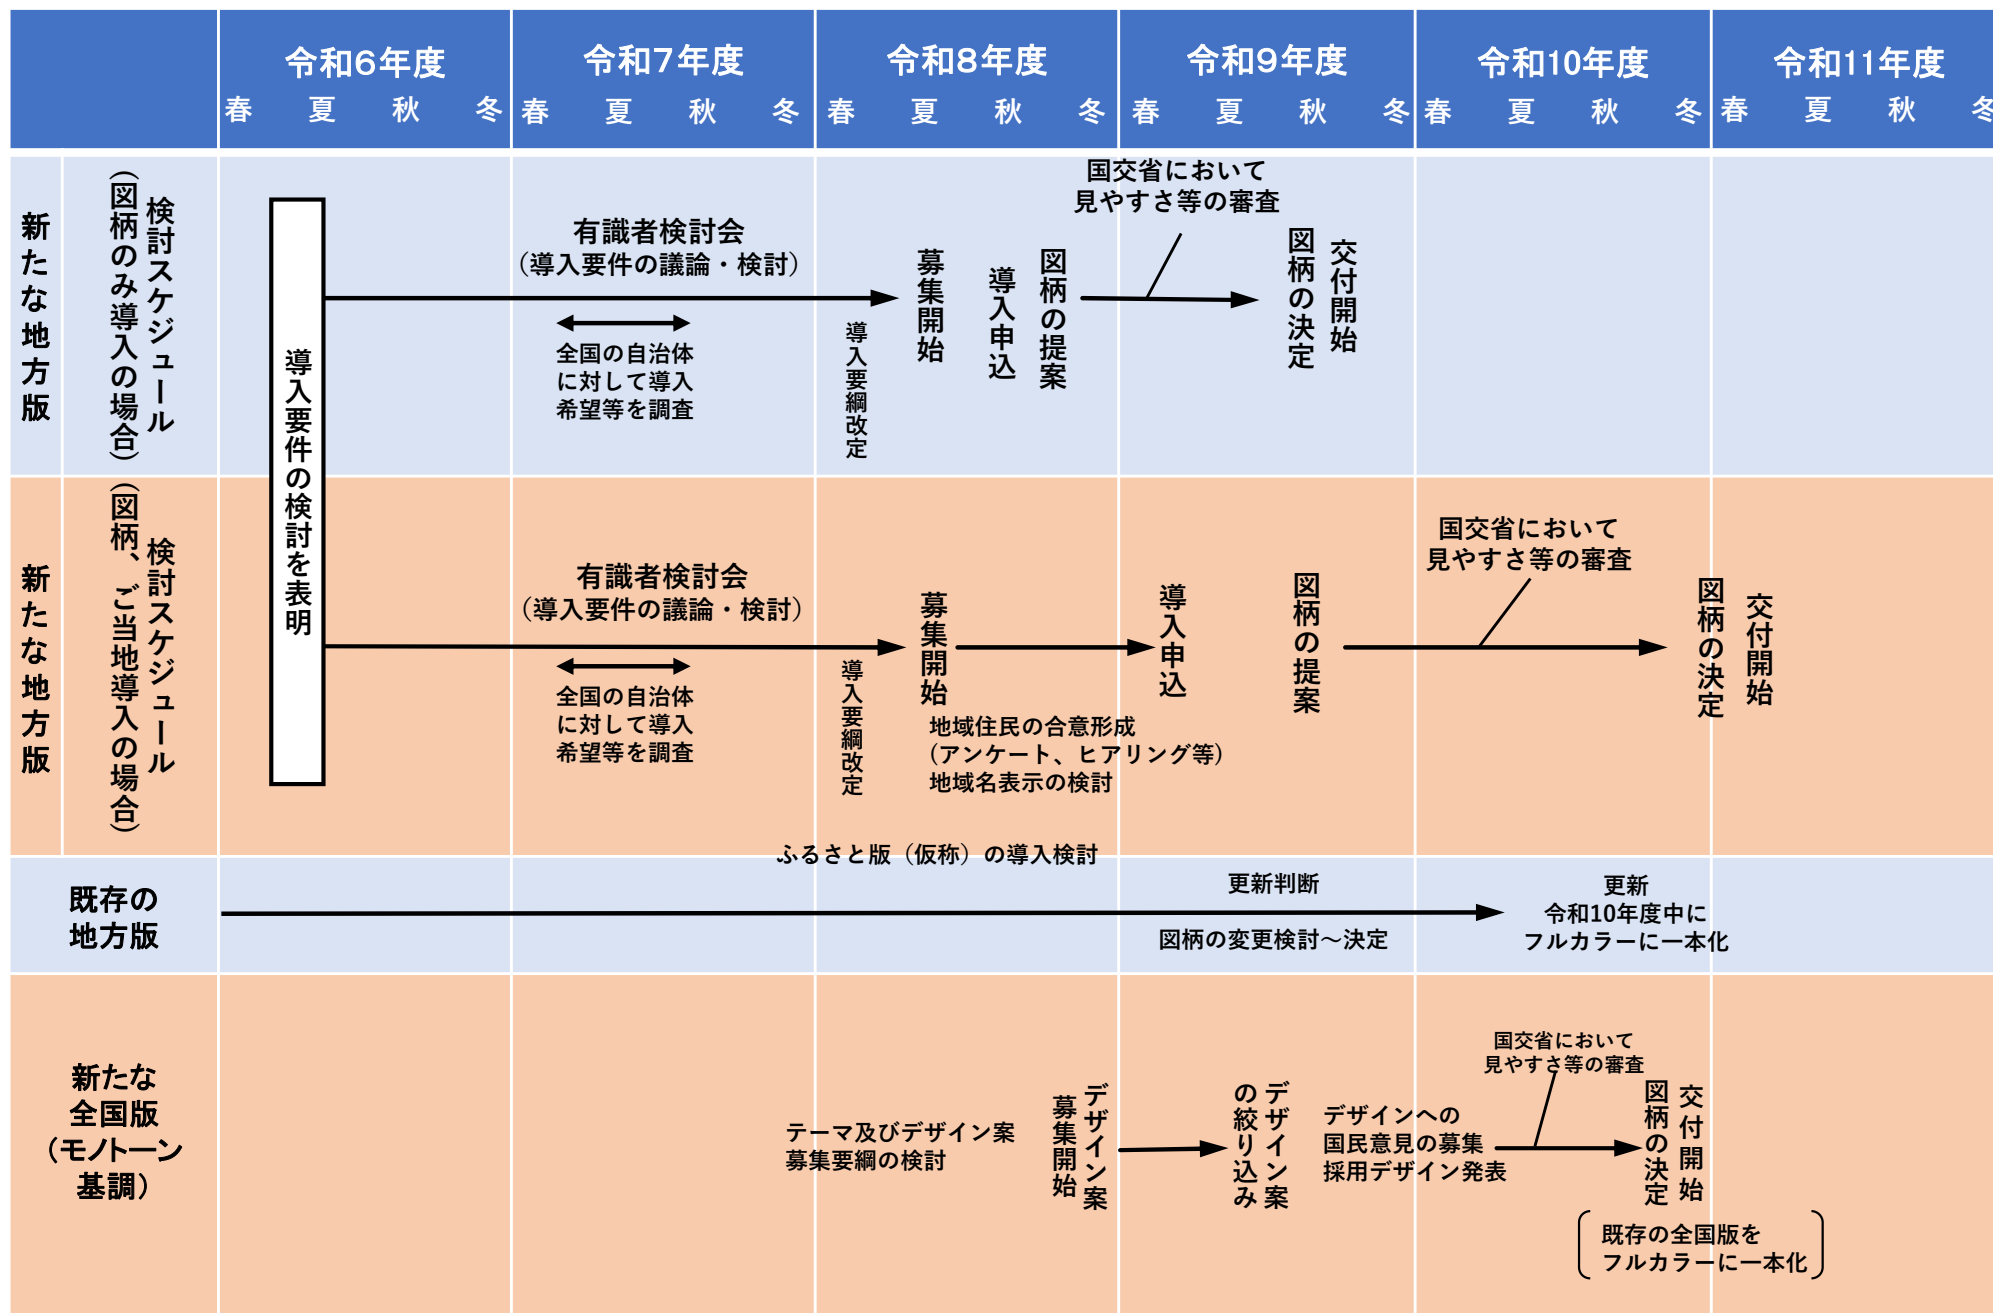 令和6年度
令和7年度
令和8年度
令和9年度
令和10年度
令和11年度
春 夏 秋 冬
春 夏 秋 冬
春 夏 秋 冬
春 夏 秋 冬
春 夏 秋 冬
春 夏 秋 冬
新たな地方版
検討スケジュール
(図柄のみ導入の場合)
導入要件の検討を表明
有識者検討会
(導入要件の議論・検討)
全国の自治体
に対して導入
希望等を調査
導入要綱改定
募集開始
導入申込
図柄の提案
国交省において
見やすさ等の審査
図柄の決定
交付開始
新たな地方版
検討スケジュール
(図柄、ご当地導入の場合)
有識者検討会
(導入要件の議論・検討)
全国の自治体
に対して導入
希望等を調査
導入要綱改定
募集開始
地域住民の合意形成
(アンケート、ヒアリング等)
地域名表示の検討
導入申込
図柄の提案
国交省において
見やすさ等の審査
図柄の決定
交付開始
ふるさと版(仮称)の導入検討
既存の
地方版
更新判断
図柄の変更検討~決定
更新
令和10年度中に
フルカラーに一本化
新たな
全国版
(モノトーン
基調)
テーマ及びデザイン案
募集要綱の検討
デザイン案
募集開始
デザイン案
の絞り込み
デザインへの
国民意見の募集
採用デザイン発表
国交省において
見やすさ等の審査
図柄の決定
交付開始
既存の全国版を
フルカラーに一本化